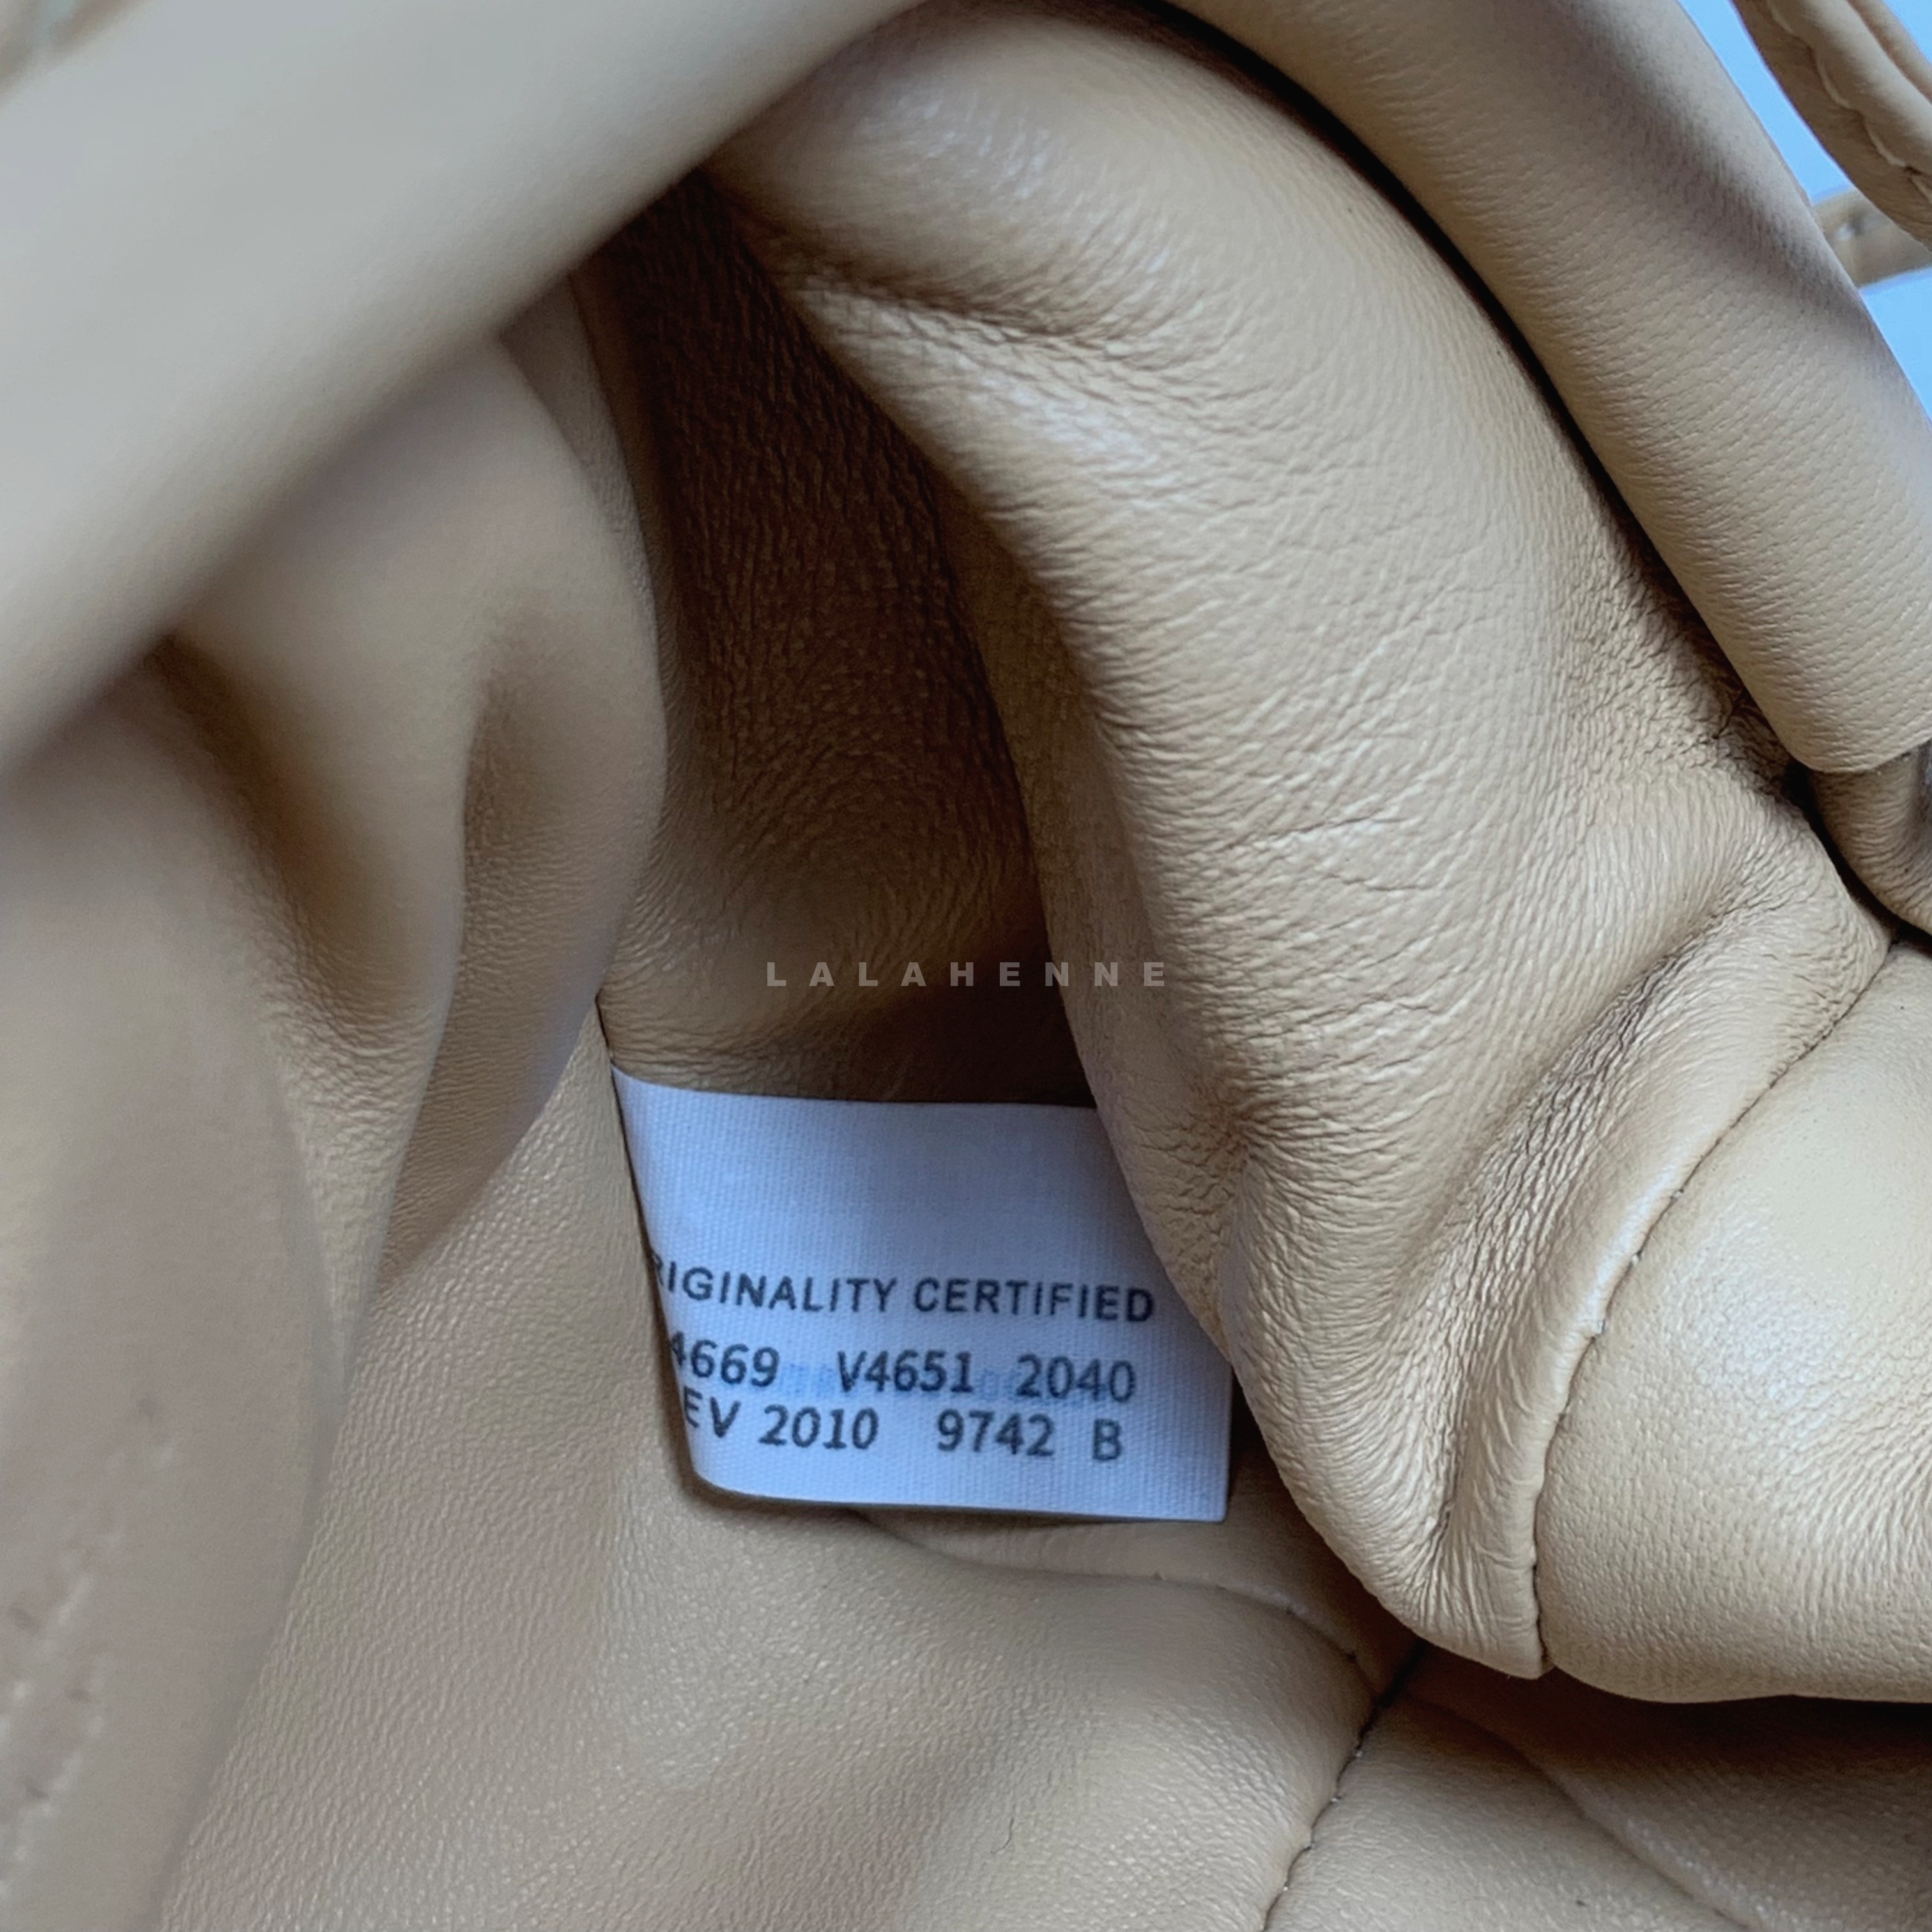 LALAHENNE
RIGINALITY CERTIFIED
4669 V4651 2040
EV 2010 9742 B